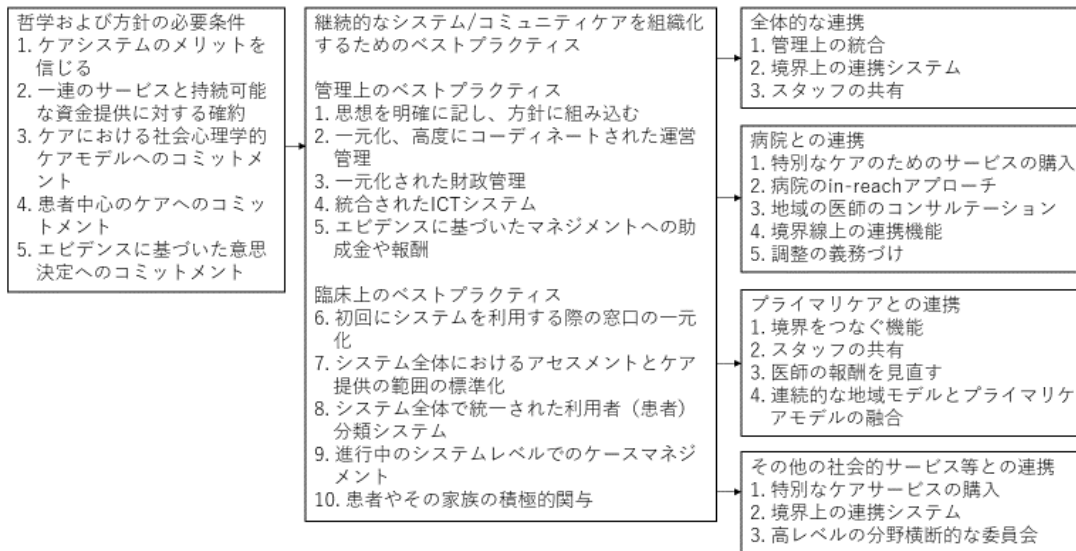 哲学および方針の必要条件
1. ケアシステムのメリットを
信じる
2. 一連のサービスと持続可能
な資金提供に対する確約
3. ケアにおける社会心理学的
ケアモデルへのコミットメ
ント
4. 患者中心のケアへのコミッ
トメント
5. エビデンスに基づいた意思
決定へのコミットメント
継続的なシステム/コミュニティケアを組織化
するためのベストプラクティス
管理上のベストプラクティス
1. 思想を明確に記し、方針に組み込む
2. 一元化、高度にコーディネートされた運営
管理
3. 一元化された財政管理
4. 統合されたICTシステム
5. エビデンスに基づいたマネジメントへの助
成金や報酬
臨床上のベストプラクティス
6. 初回にシステムを利用する際の窓口の一元
化
7. システム全体におけるアセスメントとケア
提供の範囲の標準化
8. システム全体で統一された利用者（患者）
分類システム
9. 進行中のシステムレベルでのケースマネジ
メント
10. 患者やその家族の積極的関与
全体的な連携
1. 管理上の統合
2. 境界上の連携システム
3. スタッフの共有
病院との連携
1. 特別なケアのためのサービスの購入
2. 病院のin-reachアプローチ
3. 地域の医師のコンサルテーション
4. 境界線上の連携機能
5. 調整の義務づけ
プライマリケアとの連携
1. 境界をつなぐ機能
2. スタッフの共有
3. 医師の報酬を見直す
4. 連続的な地域モデルとプライマリケ
アモデルの融合
その他の社会的サービス等との連携
1. 特別なケアサービスの購入
2. 境界上の連携システム
3. 高レベルの分野横断的な委員会